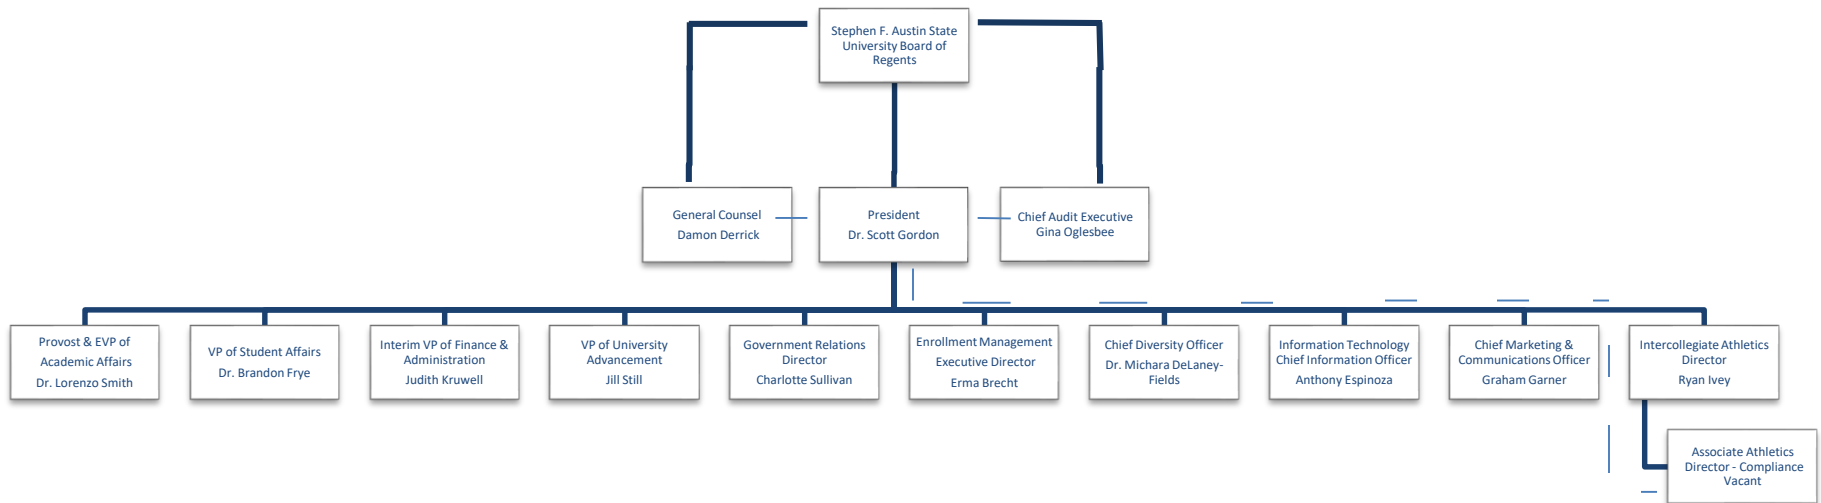 Stephen F. Austin State
University Board of
Regents
General Counsel
Damon Derrick
President
Dr. Scott Gordon
Chief Audit Executive
Gina Oglesbee
Provost & EVP of
Academic Affairs
Dr. Lorenzo Smith
VP of Student Affairs
Dr. Brandon Frye
Interim VP of Finance &
Administration
Judith Kruwell
VP of University
Advancement
Jill Still
Government Relations
Director
Charlotte Sullivan
Enrollment Management
Executive Director
Erma Brecht
Chief Diversity Officer
Dr. Michara DeLaney-
Fields
Information Technology
Chief Information Officer
Anthony Espinoza
Chief Marketing &
Communications Officer
Graham Garner
Intercollegiate Athletics
Director
Ryan Ivey
Associate Athletics
Director - Compliance
Vacant